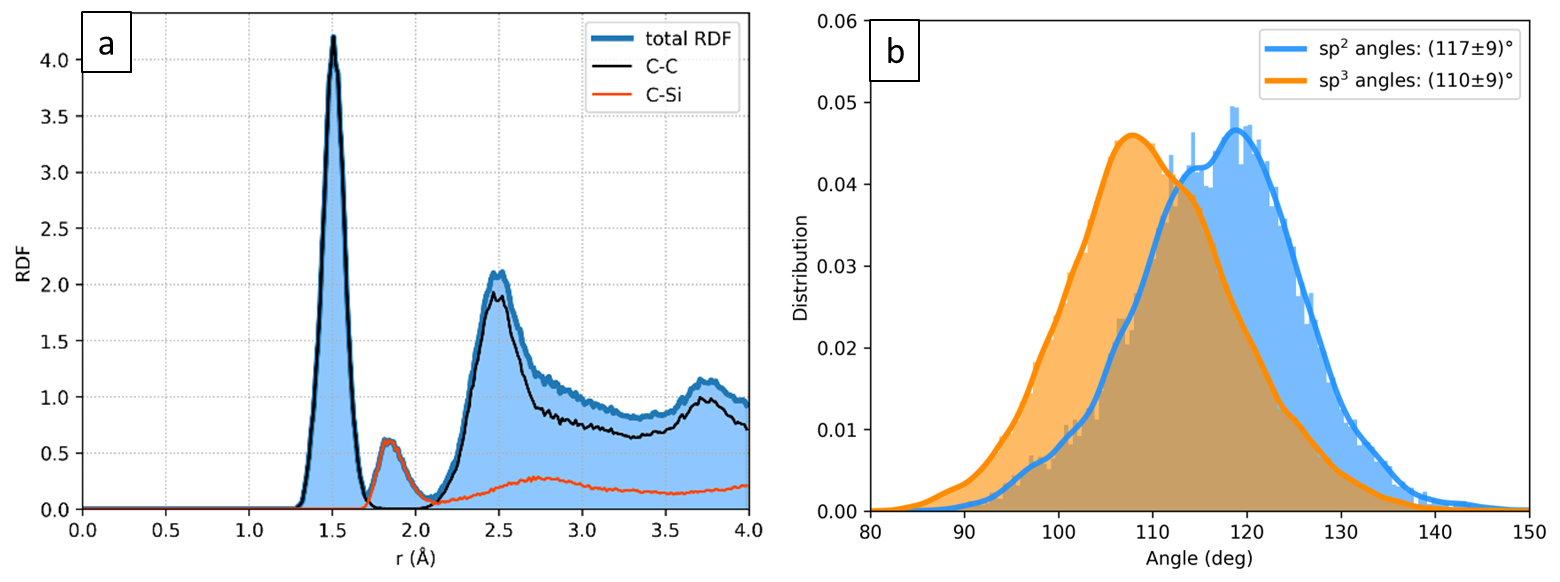 a
total RDF
C-C
C-Si
4.0
3.5
3.0
2.5
2.0
1.5
1.0
0.5
0.0
RDF
0.0 0.5 1.0 1.5 2.0 2.5 3.0 3.5 4.0
r (Å)
b
sp² angles: (117±9)°
sp³ angles: (110±9)°
0.06
0.05
0.04
0.03
0.02
0.01
0.00
Distribution
80 90 100 110 120 130 140 150
Angle (deg)